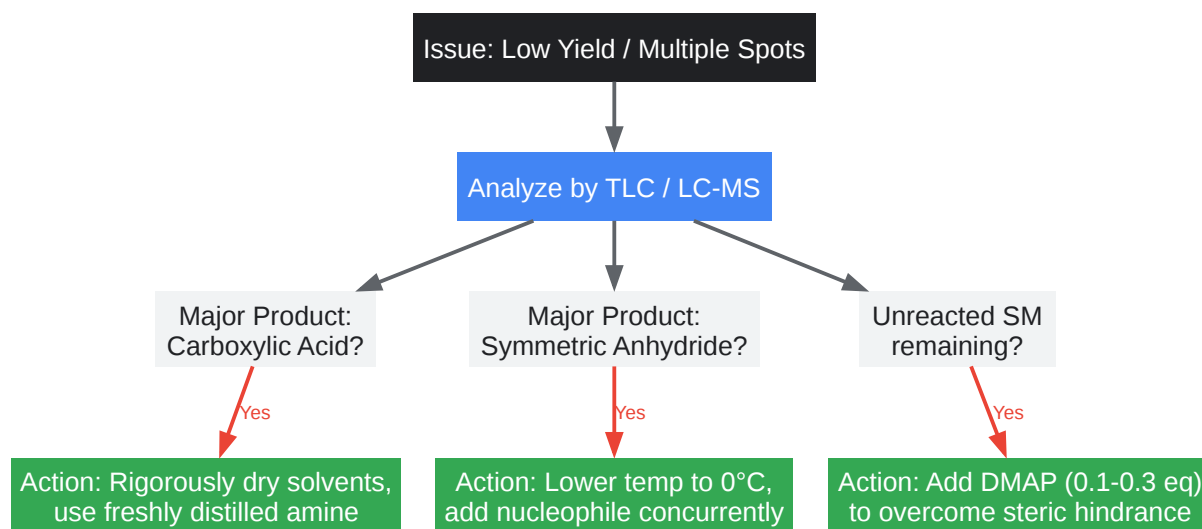 Issue: Low Yield / Multiple Spots
Analyze by TLC / LC-MS
Major Product:
Carboxylic Acid?
Major Product:
Symmetric Anhydride?
Unreacted SM
remaining?
Yes
Yes
Yes
Action: Rigorously dry solvents,
use freshly distilled amine
Action: Lower temp to 0°C,
add nucleophile concurrently
Action: Add DMAP (0.1-0.3 eq)
to overcome steric hindrance